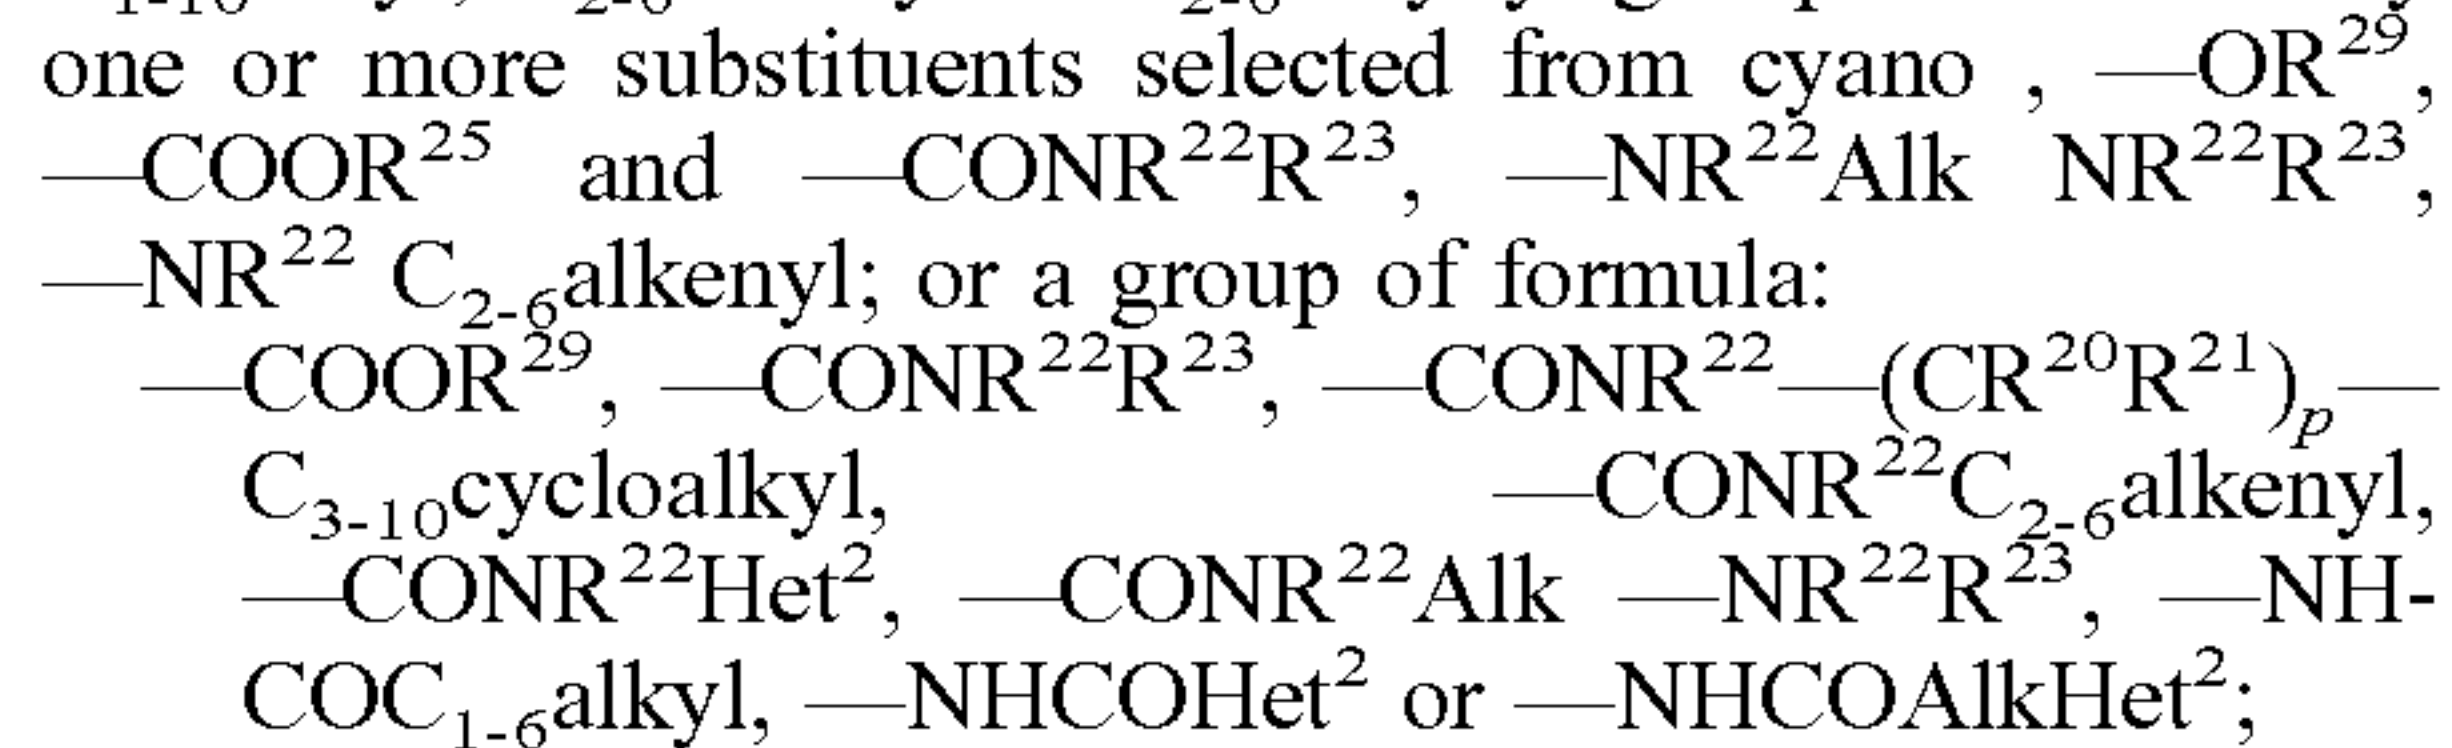 one or more substituents selected from cyano , —OR²⁹,
—COOR²⁵ and —CONR²²R²³, —NR²²Alk NR²²R²³,
—NR²² C₂₋₆alkenyl; or a group of formula:
—COOR²⁹, —CONR²²R²³, —CONR²²—(CR²⁰R²¹)ₚ—
C₃₋₁₀cycloalkyl, —CONR²²C₂₋₆alkenyl,
—CONR²²Het², —CONR²²Alk —NR²²R²³, —NH-
COC₁₋₆alkyl, —NHCOHet² or —NHCOAlkHet²;